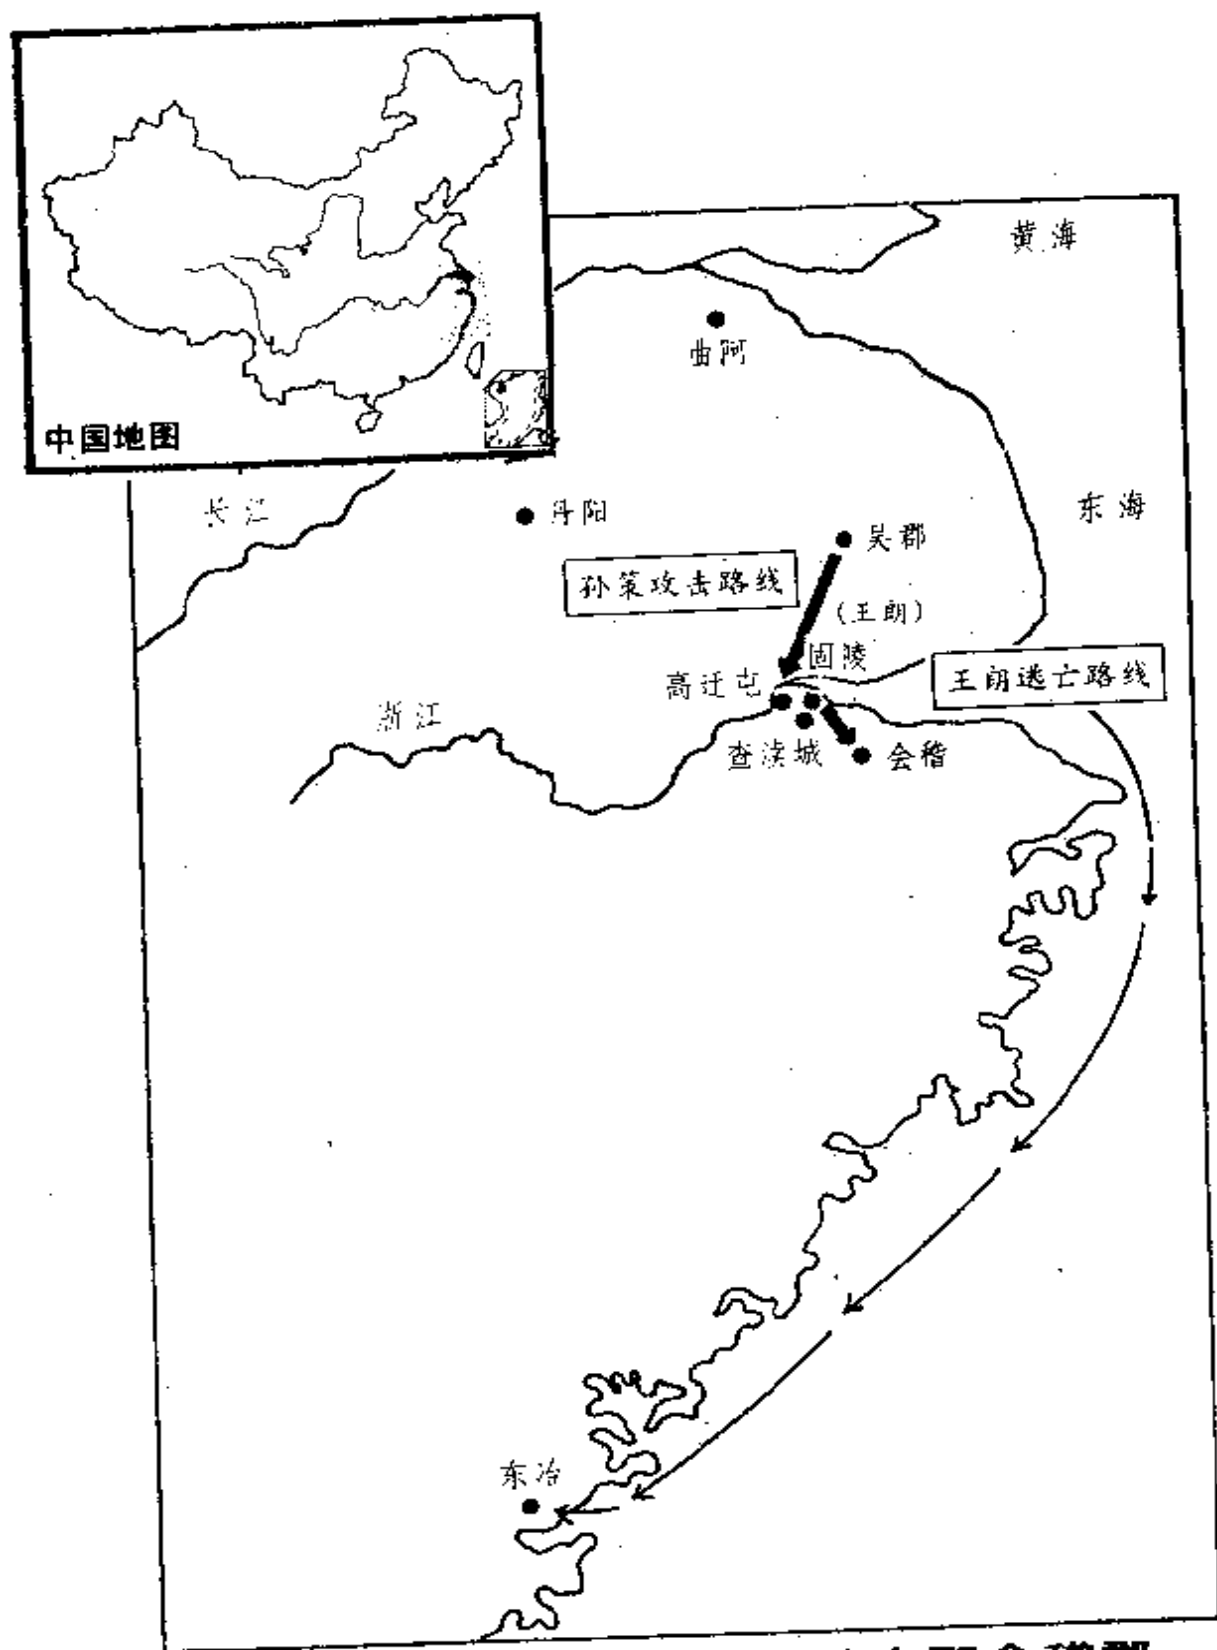 中国地图
黄海
曲阿
长江
丹阳
东海
吴郡
孙策攻击路线
(王朗)
固陵
高迁屯
王朗逃亡路线
浙江
查渎城
会稽
东冶